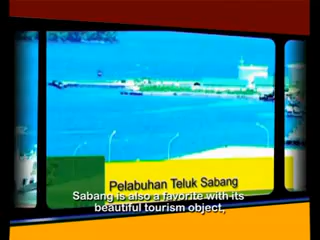 Pelabuhan Teluk Sabang
Sabang is also a favorite with its
beautiful tourism object,